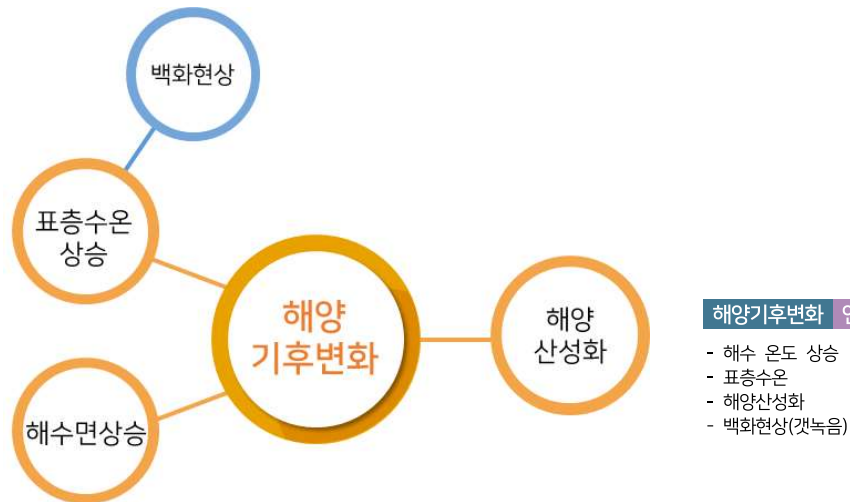 백화현상
표층수온
상승
해양
기후변화
해양
산성화
해수면상승
해양기후변화
- 해수 온도 상승
- 표층수온
- 해양산성화
- 백화현상(갯녹음)